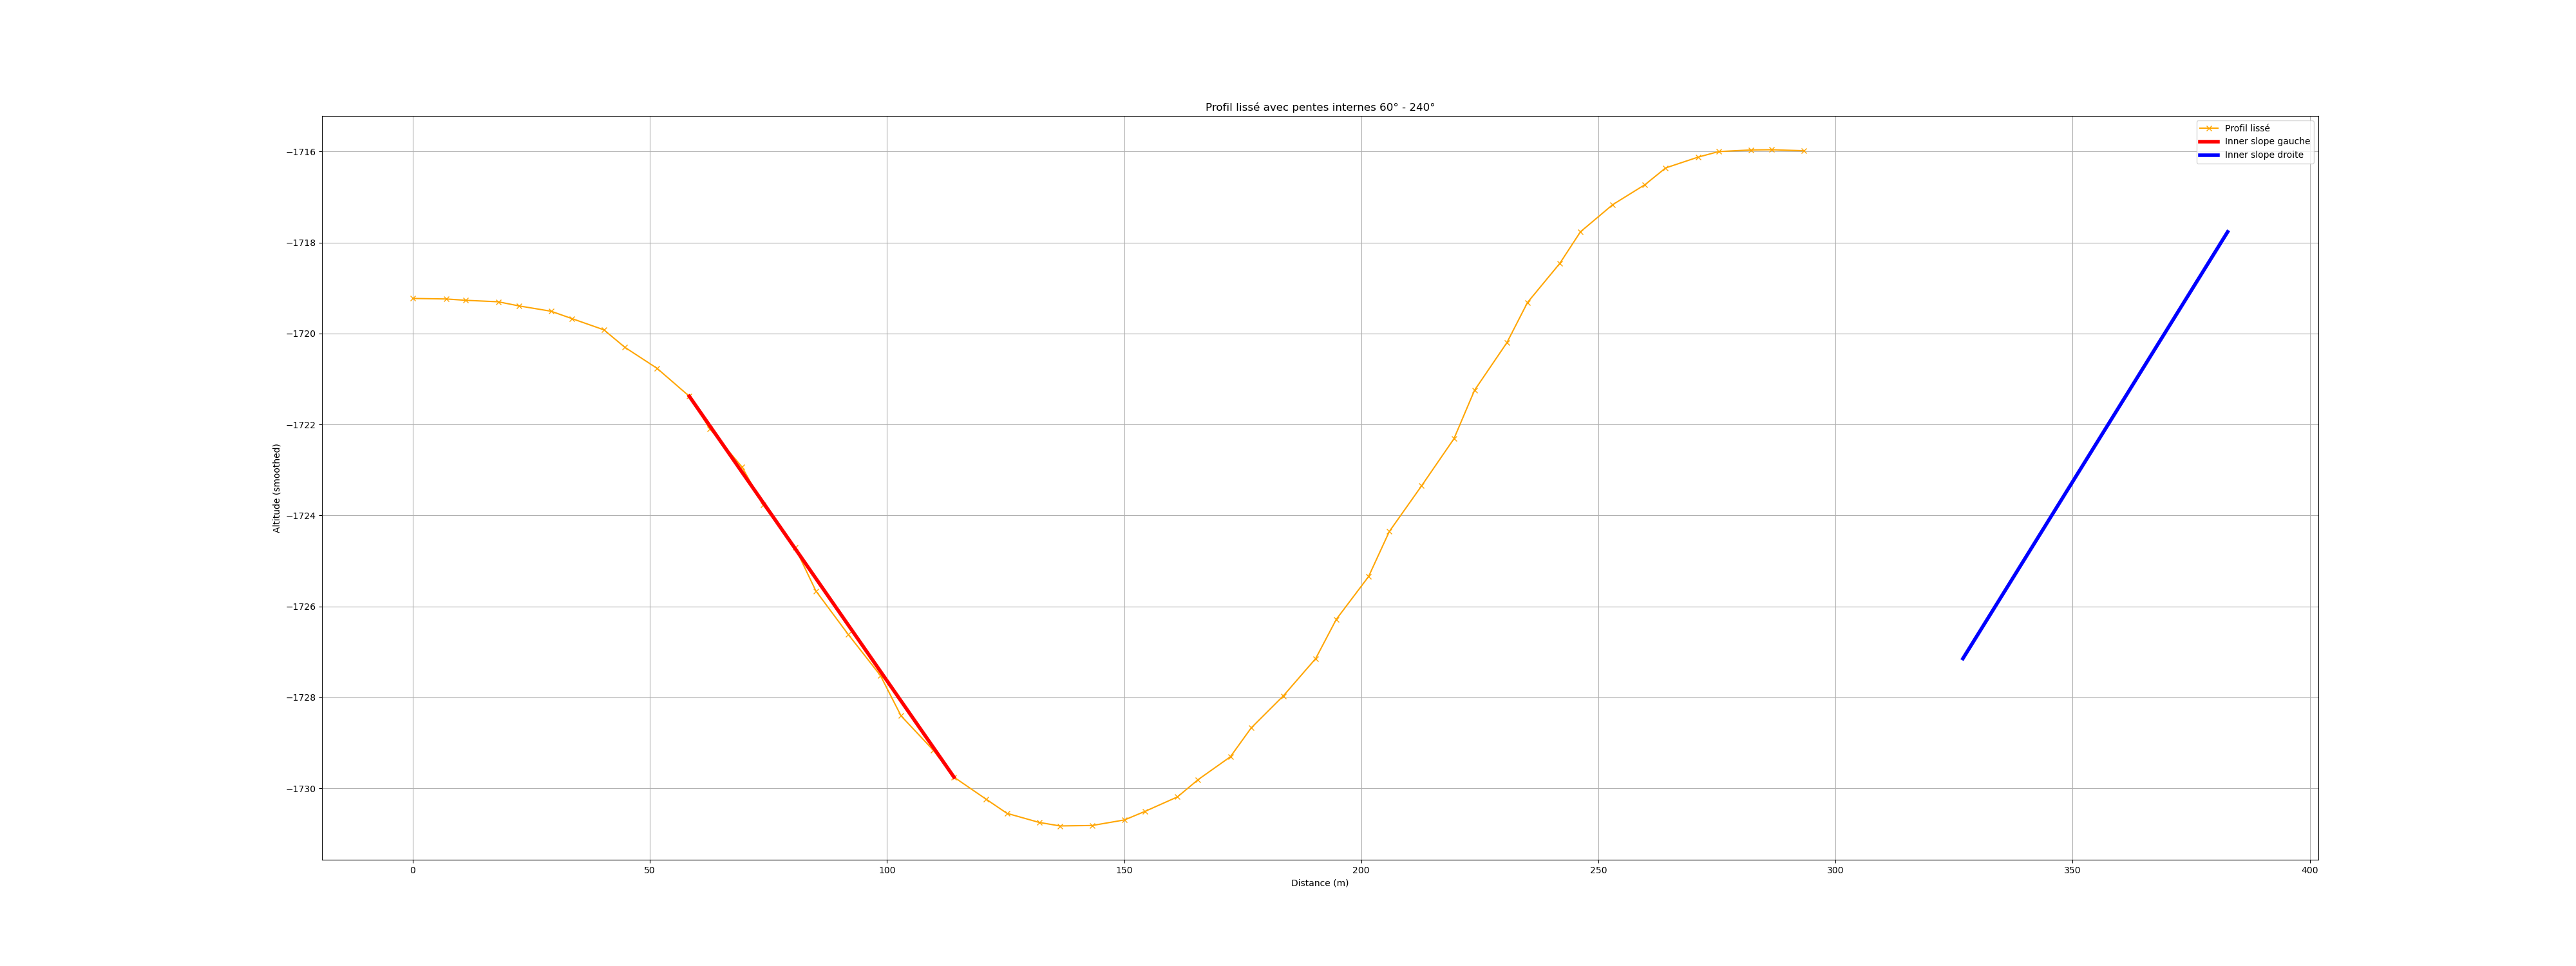 Profil lissé avec pentes internes 60° - 240°
Profil lissé
Inner slope gauche
Inner slope droite
Altitude (smoothed)
−1716
−1718
−1720
−1722
−1724
−1726
−1728
−1730
0 50 100 150 200 250 300 350 400
Distance (m)